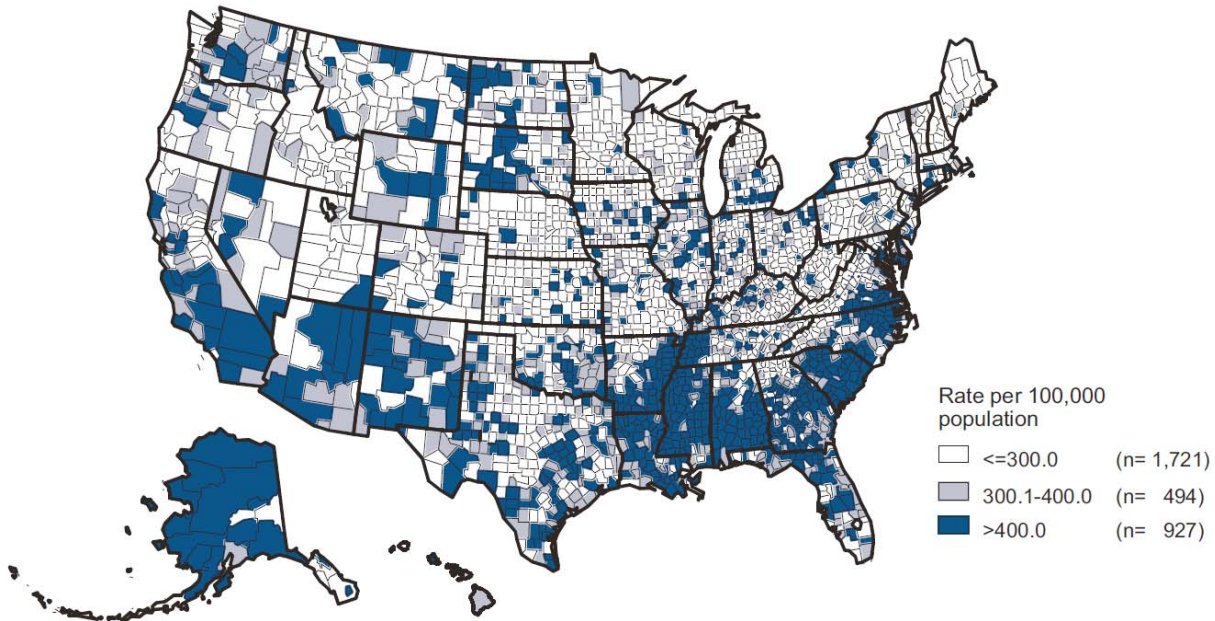 Rate per 100,000
population
<=300.0 (n= 1,721)
300.1-400.0 (n= 494)
>400.0 (n= 927)